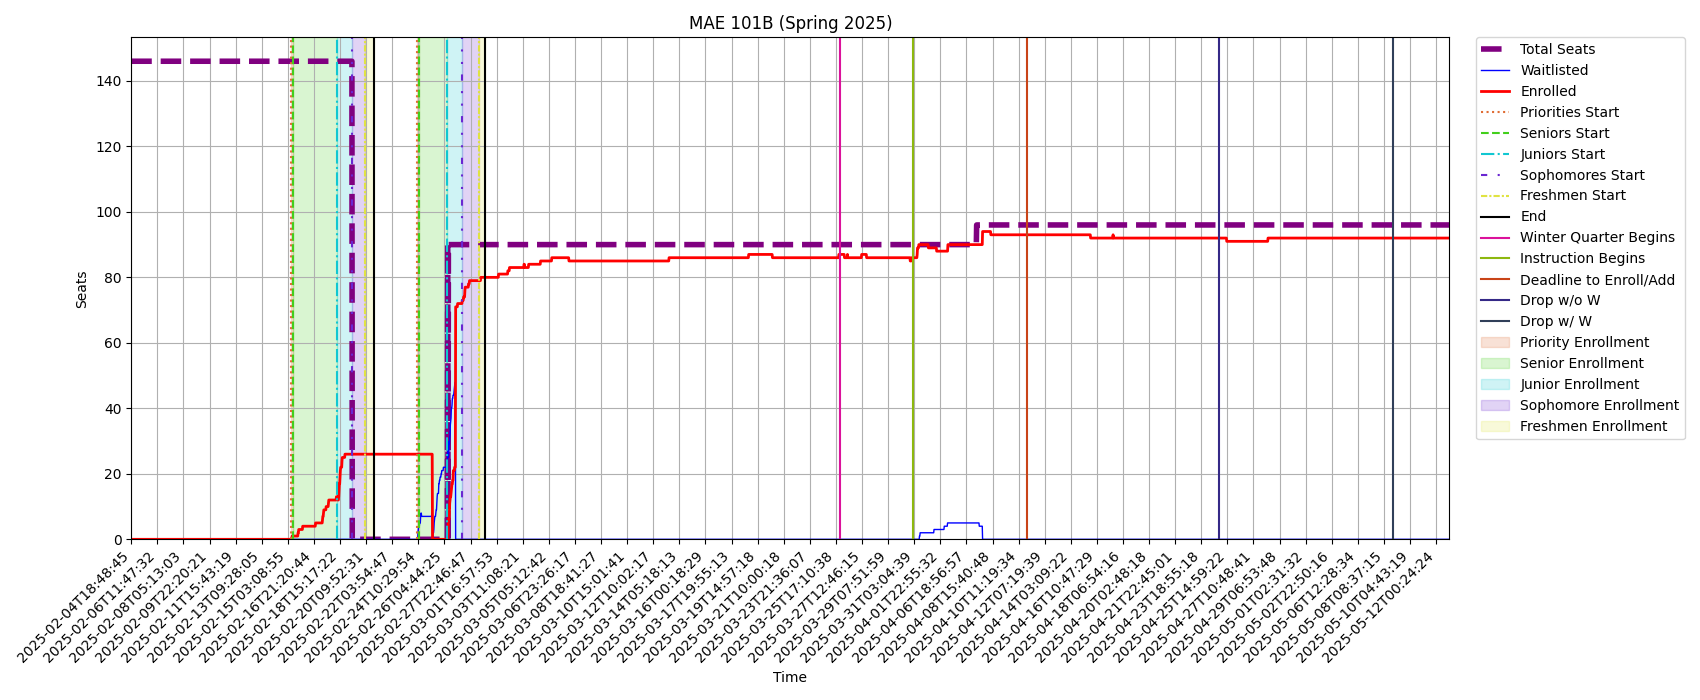 MAE 101B (Spring 2025)
Seats
140
120
100
80
60
40
20
0
2025-02-04T18:48:45
2025-02-06T11:47:32
2025-02-08T05:13:03
2025-02-09T22:20:21
2025-02-11T15:43:19
2025-02-13T09:28:05
2025-02-15T03:08:55
2025-02-16T21:20:44
2025-02-18T15:17:22
2025-02-20T09:52:31
2025-02-22T03:54:47
2025-02-24T10:29:54
2025-02-26T04:44:25
2025-02-27T22:46:47
2025-03-01T16:57:53
2025-03-03T11:08:21
2025-03-05T05:12:42
2025-03-06T23:26:17
2025-03-08T18:41:27
2025-03-10T15:01:41
2025-03-12T10:02:17
2025-03-14T05:18:13
2025-03-16T00:18:29
2025-03-17T19:55:13
2025-03-19T14:57:18
2025-03-21T10:00:18
2025-03-23T21:36:07
2025-03-25T17:10:38
2025-03-27T12:46:15
2025-03-29T07:51:59
2025-03-31T03:04:39
2025-04-01T22:55:32
2025-04-06T18:56:57
2025-04-08T15:40:48
2025-04-10T11:19:34
2025-04-12T07:19:39
2025-04-14T03:09:22
2025-04-16T10:47:29
2025-04-18T06:54:16
2025-04-20T02:48:18
2025-04-21T22:45:01
2025-04-23T18:55:18
2025-04-25T14:59:22
2025-04-27T10:48:41
2025-04-29T06:53:48
2025-05-01T02:31:32
2025-05-02T22:50:16
2025-05-06T12:28:34
2025-05-08T08:37:15
2025-05-10T04:43:19
2025-05-12T00:24:24
Time
Total Seats
Waitlisted
Enrolled
Priorities Start
Seniors Start
Juniors Start
Sophomores Start
Freshmen Start
End
Winter Quarter Begins
Instruction Begins
Deadline to Enroll/Add
Drop w/o W
Drop w/ W
Priority Enrollment
Senior Enrollment
Junior Enrollment
Sophomore Enrollment
Freshmen Enrollment